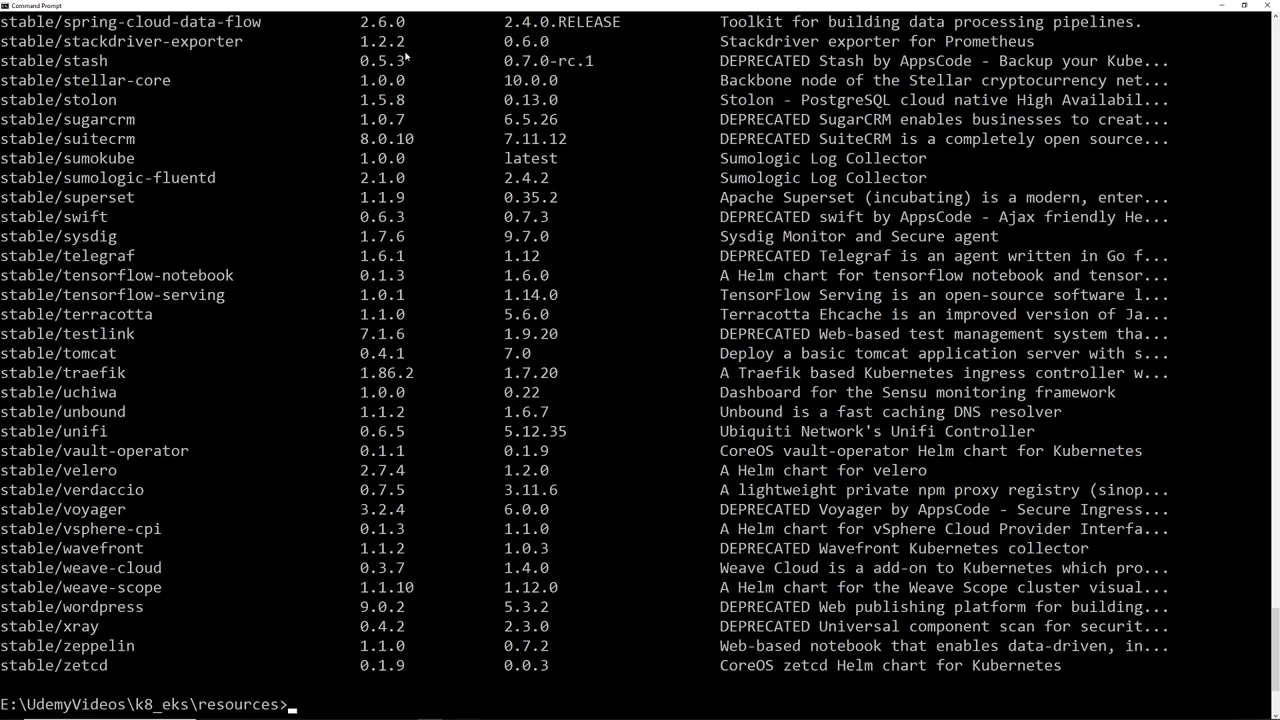 Command Prompt
stable/spring-cloud-data-flow 2.6.0 2.4.0.RELEASE Toolkit for building data processing pipelines.
stable/stackdriver-exporter 1.2.2 0.6.0 Stackdriver exporter for Prometheus
stable/stash 0.5.3 0.7.0-rc.1 DEPRECATED Stash by AppsCode - Backup your Kube...
stable/stellar-core 1.0.0 10.0.0 Backbone node of the Stellar cryptocurrency net...
stable/stolon 1.5.8 0.13.0 Stolon - PostgreSQL cloud native High Availabil...
stable/sugarcrm 1.0.7 6.5.26 DEPRECATED SugarCRM enables businesses to creat...
stable/suitecrm 8.0.10 7.11.12 DEPRECATED SuiteCRM is a completely open source...
stable/sumokube 1.0.0 latest Sumologic Log Collector
stable/sumologic-fluentd 2.1.0 2.4.2 Sumologic Log Collector
stable/superset 1.1.9 0.35.2 Apache Superset (incubating) is a modern, enter...
stable/swift 0.6.3 0.7.3 DEPRECATED swift by AppsCode - Ajax friendly He...
stable/sysdig 1.7.6 9.7.0 Sysdig Monitor and Secure agent
stable/telegraf 1.6.1 1.12 DEPRECATED Telegraf is an agent written in Go f...
stable/tensorflow-notebook 0.1.3 1.6.0 A Helm chart for tensorflow notebook and tensor...
stable/tensorflow-serving 1.0.1 1.14.0 TensorFlow Serving is an open-source software l...
stable/terracotta 1.1.0 5.6.0 Terracotta Ehcache is an improved version of Ja...
stable/testlink 7.1.6 1.9.20 DEPRECATED Web-based test management system tha...
stable/tomcat 0.4.1 7.0 Deploy a basic tomcat application server with s...
stable/traefik 1.86.2 1.7.20 A Traefik based Kubernetes ingress controller w...
stable/uchiwa 1.0.0 0.22 Dashboard for the Sensu monitoring framework
stable/unbound 1.1.2 1.6.7 Unbound is a fast caching DNS resolver
stable/unifi 0.6.5 5.12.35 Ubiquiti Network's Unifi Controller
stable/vault-operator 0.1.1 0.1.9 CoreOS vault-operator Helm chart for Kubernetes
stable/velero 2.7.4 1.2.0 A Helm chart for velero
stable/verdaccio 0.7.5 3.11.6 A lightweight private npm proxy registry (sinop...
stable/voyager 3.2.4 6.0.0 DEPRECATED Voyager by AppsCode - Secure Ingress...
stable/vsphere-cpi 0.1.3 1.1.0 A Helm chart for vSphere Cloud Provider Interfa...
stable/wavefront 1.1.2 1.0.3 DEPRECATED Wavefront Kubernetes collector
stable/weave-cloud 0.3.7 1.4.0 Weave Cloud is a add-on to Kubernetes which pro...
stable/weave-scope 1.1.10 1.12.0 A Helm chart for the Weave Scope cluster visual...
stable/wordpress 9.0.2 5.3.2 DEPRECATED Web publishing platform for building...
stable/xray 0.4.2 2.3.0 DEPRECATED Universal component scan for securit...
stable/zeppelin 1.1.0 0.7.2 Web-based notebook that enables data-driven, in...
stable/zetcd 0.1.9 0.0.3 CoreOS zetcd Helm chart for Kubernetes
E:\UdemyVideos\k8_eks\resources>